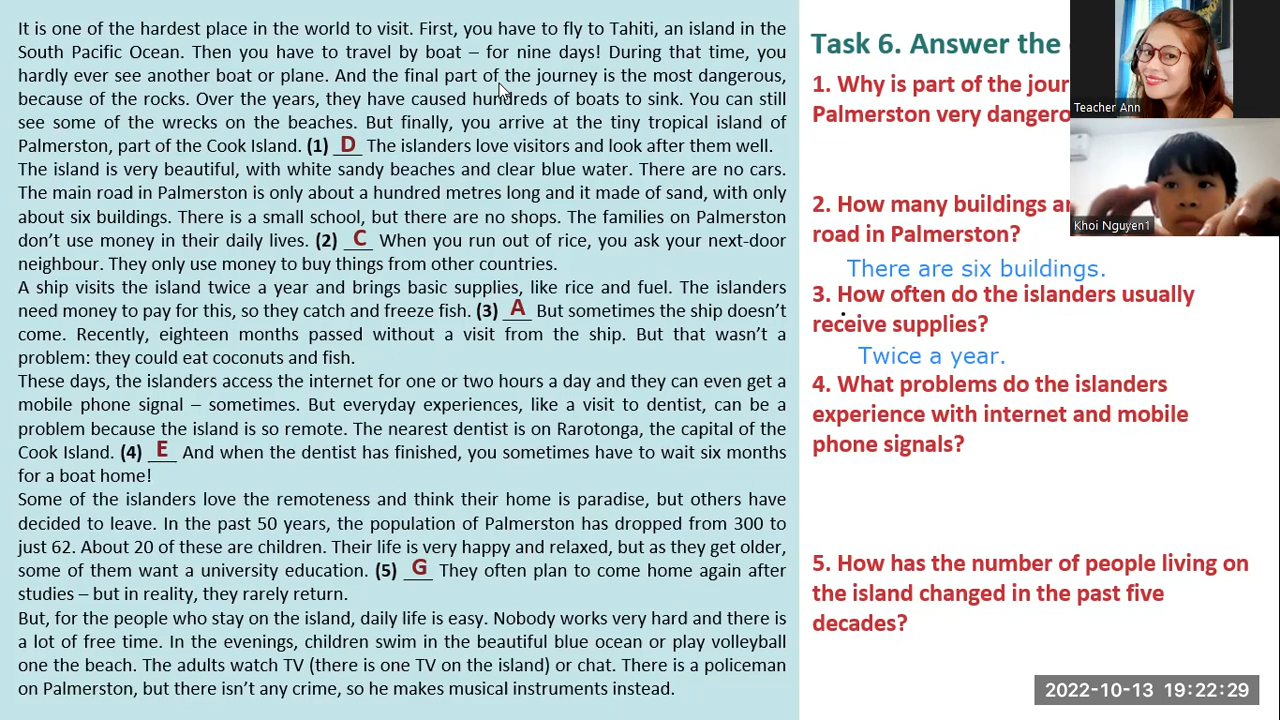 It is one of the hardest place in the world to visit. First, you have to fly to Tahiti, an island in the
South Pacific Ocean. Then you have to travel by boat – for nine days! During that time, you
hardly ever see another boat or plane. And the final part of the journey is the most dangerous,
because of the rocks. Over the years, they have caused hundreds of boats to sink. You can still
see some of the wrecks on the beaches. But finally, you arrive at the tiny tropical island of
Palmerston, part of the Cook Island. (1) __D__ The islanders love visitors and look after them well.
The island is very beautiful, with white sandy beaches and clear blue water. There are no cars.
The main road in Palmerston is only about a hundred metres long and it made of sand, with only
about six buildings. There is a small school, but there are no shops. The families on Palmerston
don't use money in their daily lives. (2) __C__ When you run out of rice, you ask your next-door
neighbour. They only use money to buy things from other countries.
A ship visits the island twice a year and brings basic supplies, like rice and fuel. The islanders
need money to pay for this, so they catch and freeze fish. (3) __A__ But sometimes the ship doesn't
come. Recently, eighteen months passed without a visit from the ship. But that wasn't a
problem: they could eat coconuts and fish.
These days, the islanders access the internet for one or two hours a day and they can even get a
mobile phone signal – sometimes. But everyday experiences, like a visit to dentist, can be a
problem because the island is so remote. The nearest dentist is on Rarotonga, the capital of the
Cook Island. (4) __E__ And when the dentist has finished, you sometimes have to wait six months
for a boat home!
Some of the islanders love the remoteness and think their home is paradise, but others have
decided to leave. In the past 50 years, the population of Palmerston has dropped from 300 to
just 62. About 20 of these are children. Their life is very happy and relaxed, but as they get older,
some of them want a university education. (5) __G__ They often plan to come home again after
studies – but in reality, they rarely return.
But, for the people who stay on the island, daily life is easy. Nobody works very hard and there is
a lot of free time. In the evenings, children swim in the beautiful blue ocean or play volleyball
one the beach. The adults watch TV (there is one TV on the island) or chat. There is a policeman
on Palmerston, but there isn't any crime, so he makes musical instruments instead.
Task 6. Answer the
1. Why is part of the jour
Palmerston very dangero
2. How many buildings ar
road in Palmerston?
There are six buildings.
3. How often do the islanders usually
receive supplies?
Twice a year.
4. What problems do the islanders
experience with internet and mobile
phone signals?
5. How has the number of people living on
the island changed in the past five
decades?
Teacher Ann
Khoi Nguyen1
2022-10-13 19:22:29